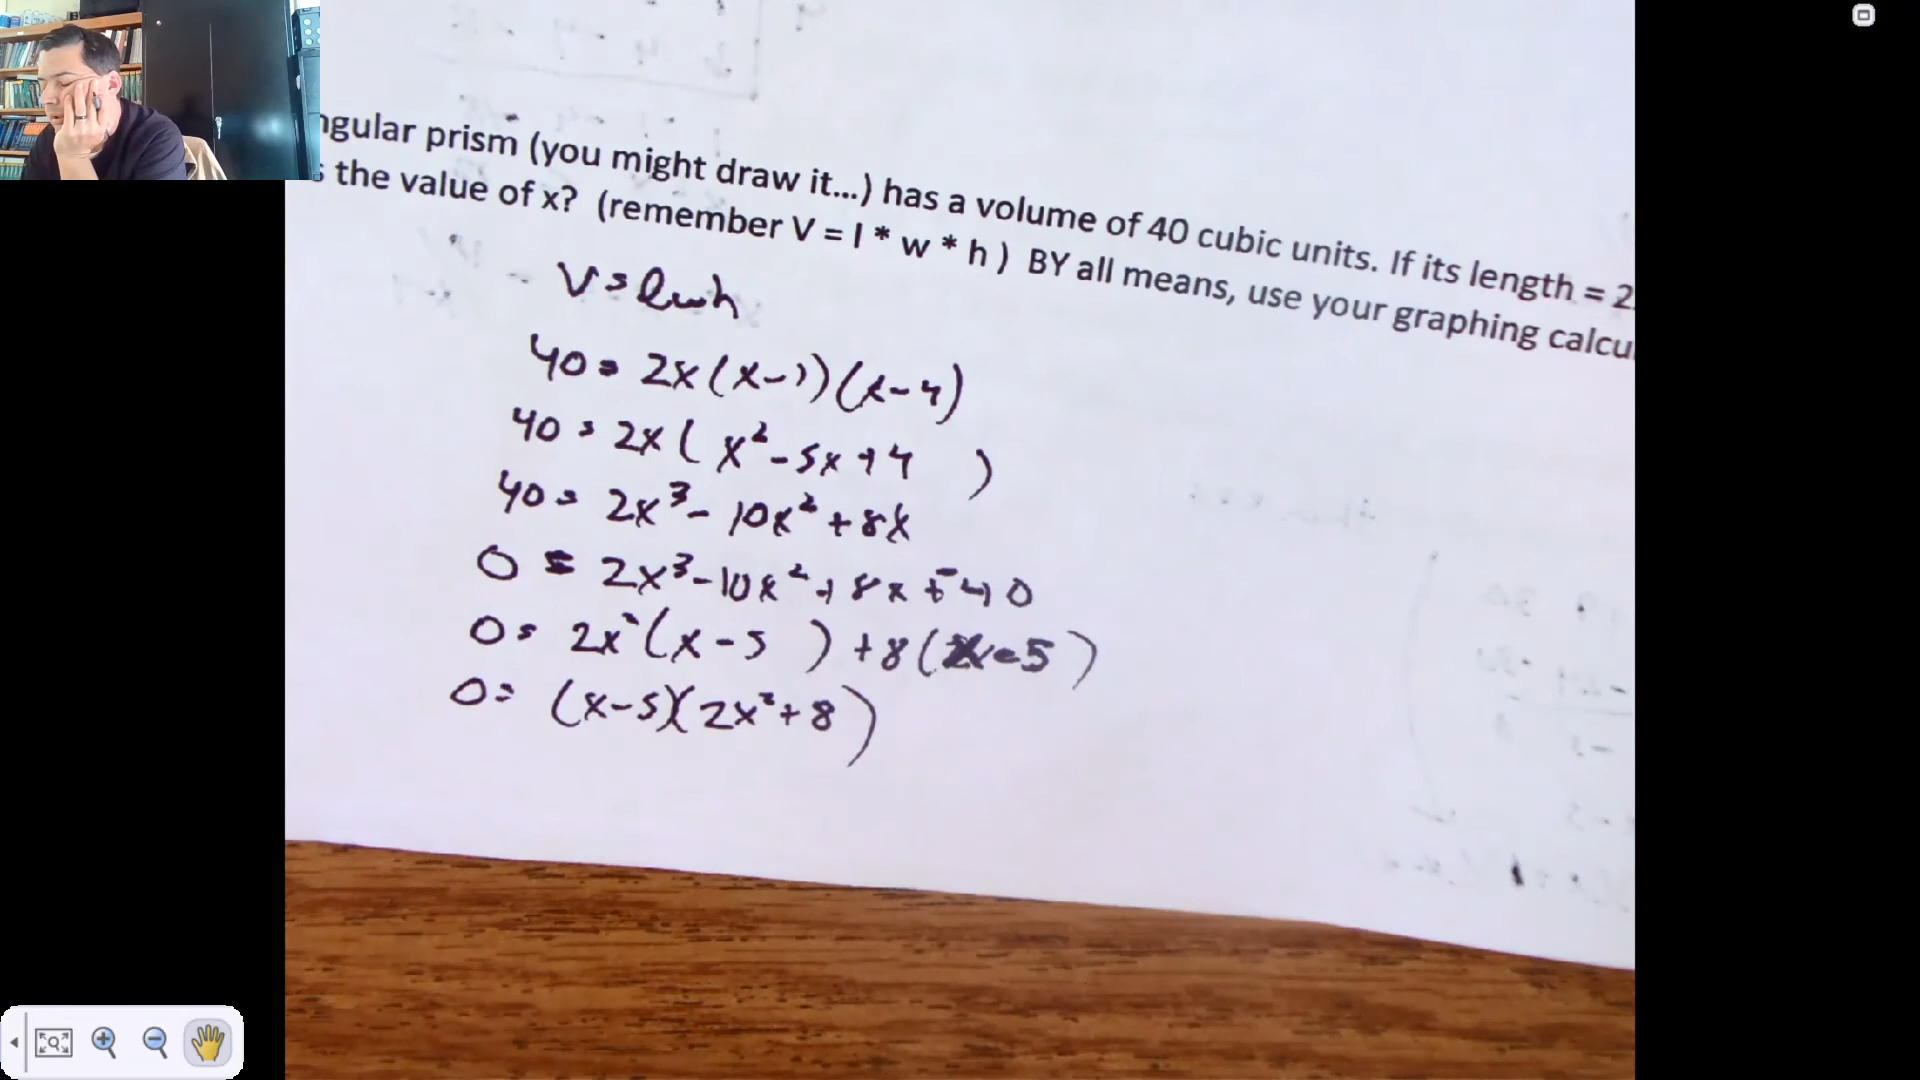 ngular prism (you might draw it...) has a volume of 40 cubic units. If its length = 2
the value of x? (remember V = l * w * h ) BY all means, use your graphing calcu
V = lwh
40 = 2x(x-1)(x-4)
40 = 2x(x²-5x+4 )
40 = 2x³ - 10x² + 8x
0 = 2x³-10x²+8x + -40
0 = 2x²(x-5 ) +8(x-5)
0 = (x-5)(2x²+8)